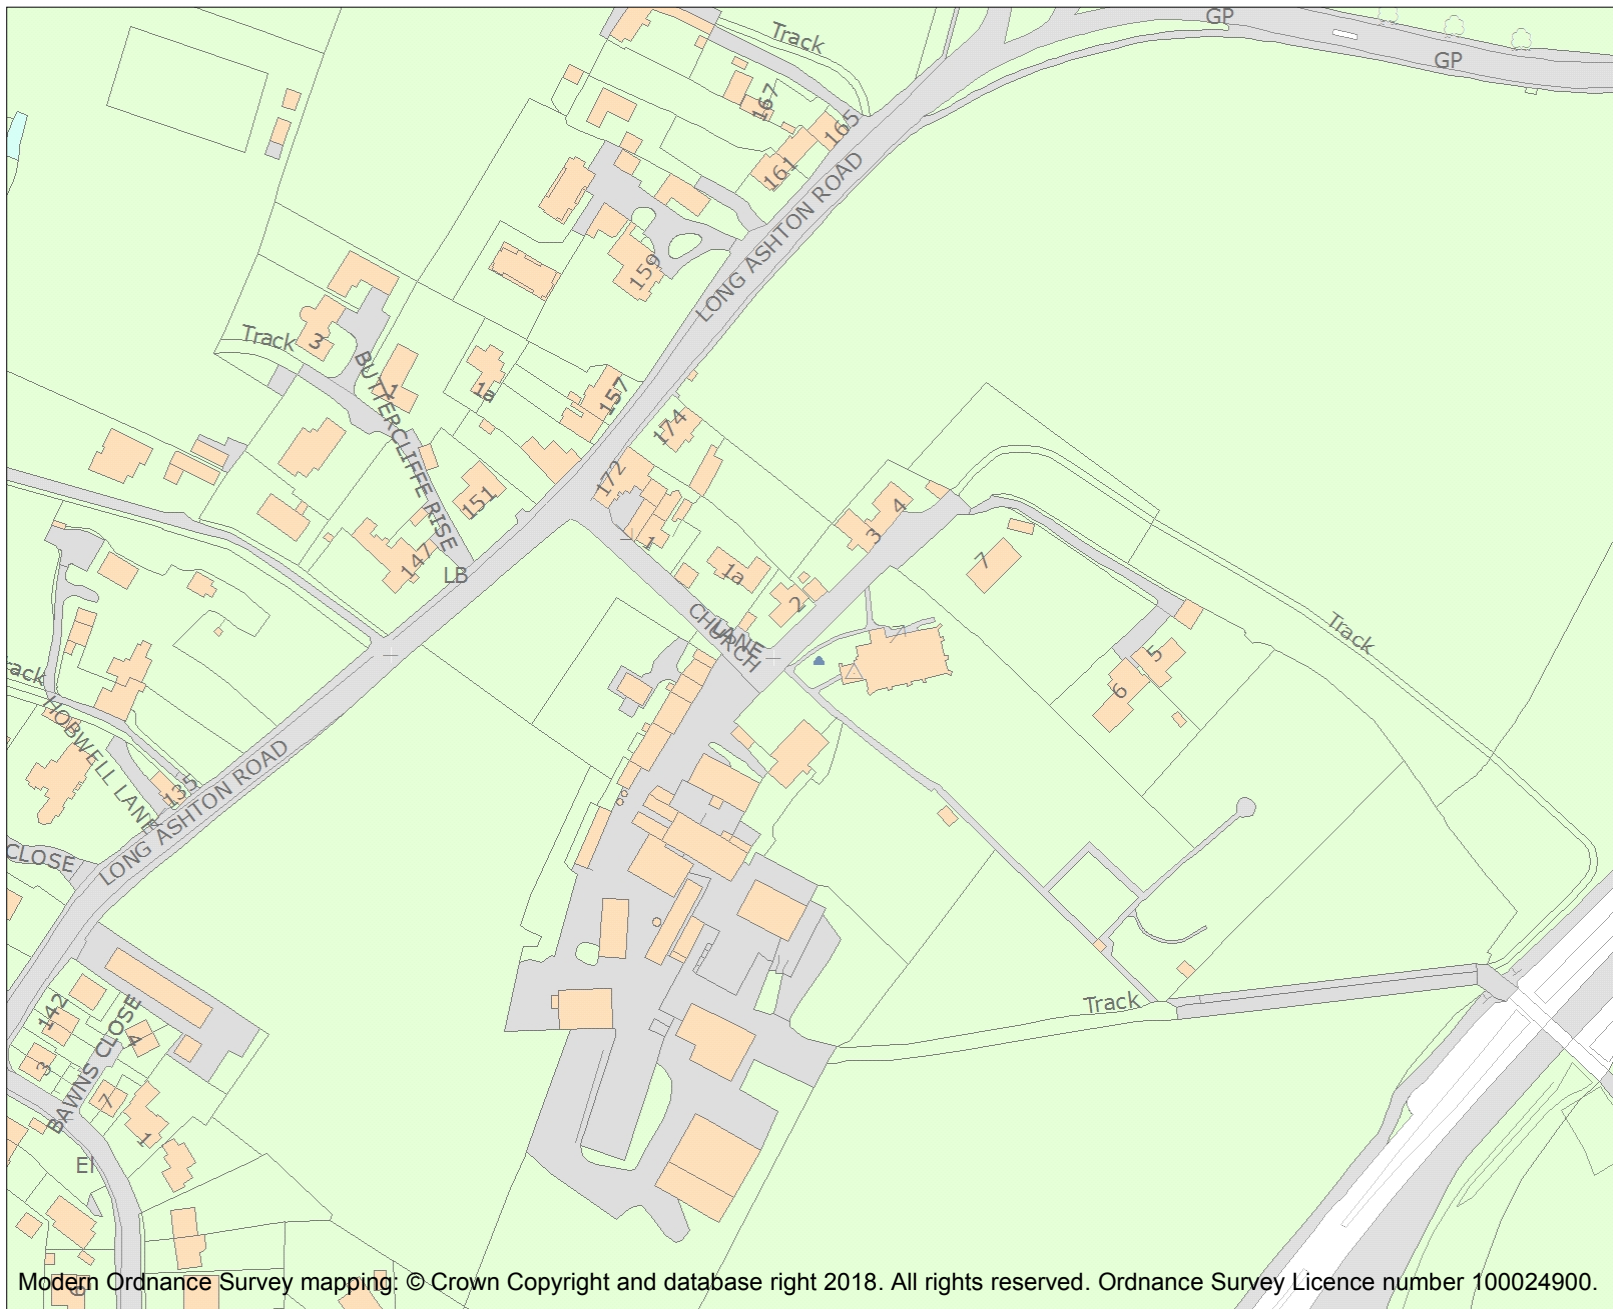 GP
GP
Track
167
165
161
LONG ASHTON ROAD
159
Track
3
BUTTERCLIFFE RISE
1
1a
157
174
172
151
147
LB
1
1a
2
3
4
7
CHURCH
LANE
5
6
Track
rack
HOBWELL LANE
135
LONG ASHTON ROAD
CLOSE
142
4
3
BAWNS CLOSE
7
1
El
Track
Modern Ordnance Survey mapping: © Crown Copyright and database right 2018. All rights reserved. Ordnance Survey Licence number 100024900.